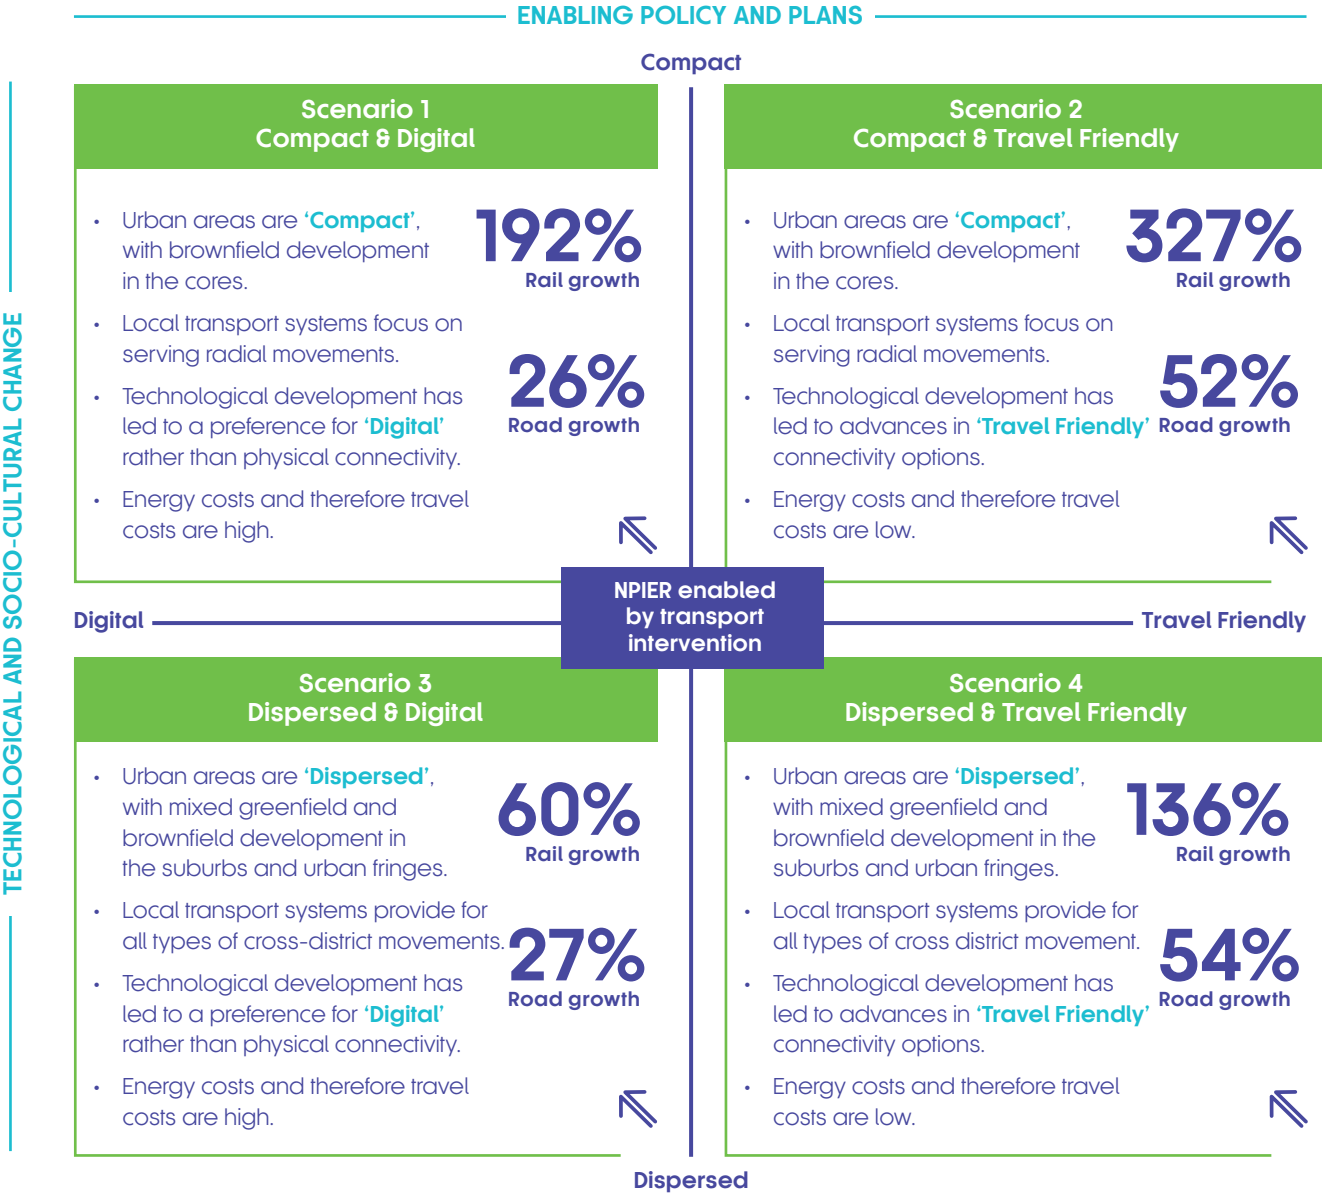 ENABLING POLICY AND PLANS
Compact
TECHNOLOGICAL AND SOCIO-CULTURAL CHANGE
Scenario 1
Compact & Digital
• Urban areas are ‘Compact’,
with brownfield development
in the cores.
• Local transport systems focus on
serving radial movements.
• Technological development has
led to a preference for ‘Digital’
rather than physical connectivity.
• Energy costs and therefore travel
costs are high.
192%
Rail growth
26%
Road growth
Scenario 2
Compact & Travel Friendly
• Urban areas are ‘Compact’,
with brownfield development
in the cores.
• Local transport systems focus on
serving radial movements.
• Technological development has
led to advances in ‘Travel Friendly’
connectivity options.
• Energy costs and therefore travel
costs are low.
327%
Rail growth
52%
Road growth
Digital
NPIER enabled
by transport
intervention
Travel Friendly
Scenario 3
Dispersed & Digital
• Urban areas are ‘Dispersed’,
with mixed greenfield and
brownfield development in
the suburbs and urban fringes.
• Local transport systems provide for
all types of cross-district movements.
• Technological development has
led to a preference for ‘Digital’
rather than physical connectivity.
• Energy costs and therefore travel
costs are high.
60%
Rail growth
27%
Road growth
Scenario 4
Dispersed & Travel Friendly
• Urban areas are ‘Dispersed’,
with mixed greenfield and
brownfield development in the
suburbs and urban fringes.
• Local transport systems provide for
all types of cross district movement.
• Technological development has
led to advances in ‘Travel Friendly’
connectivity options.
• Energy costs and therefore travel
costs are low.
136%
Rail growth
54%
Road growth
Dispersed